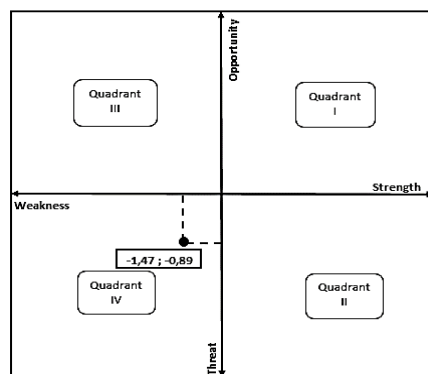 Opportunity
Quadrant
III
Quadrant
I
Strength
Weakness
-1,47 ; -0,89
Quadrant
IV
Quadrant
II
Threat